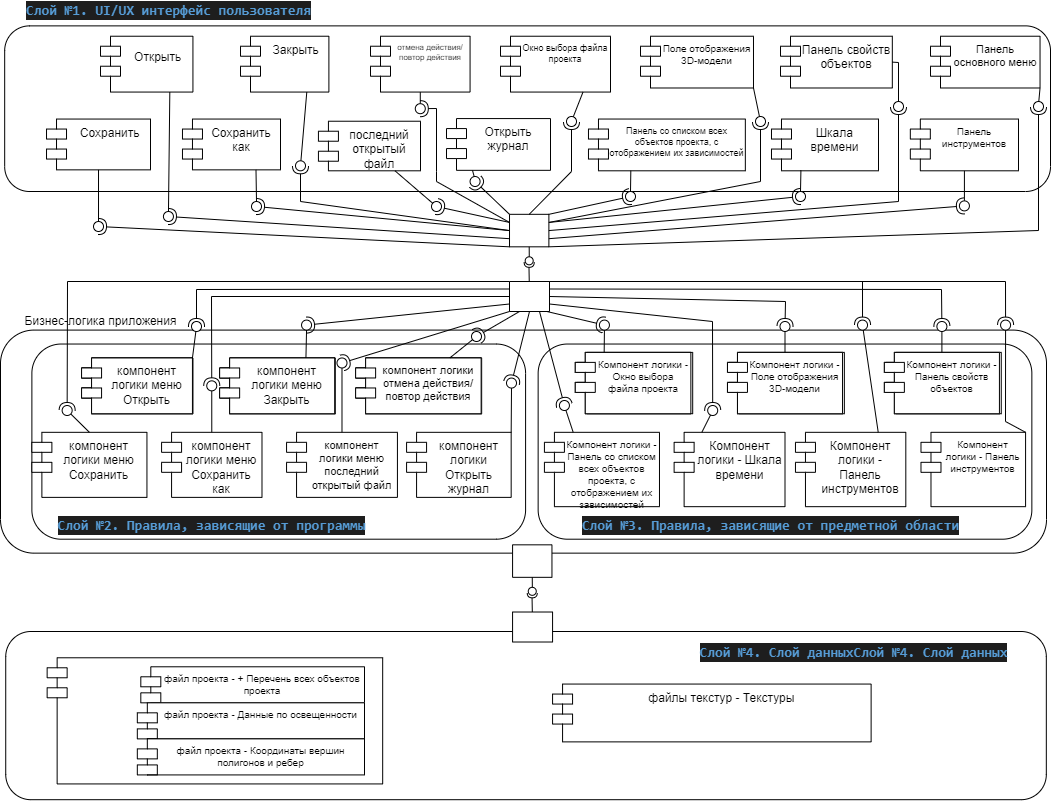 Слой №1. UI/UX интерфейс пользователя
Открыть
Закрыть
отмена действия/
повтор действия
Окно выбора файла
проекта
Поле отображения
3D-модели
Панель свойств
объектов
Панель
основного меню
Сохранить
Сохранить
как
последний
открытый
файл
Открыть
журнал
Панель со списком всех
объектов проекта, с
отображением их зависимостей
Шкала
времени
Панель
инструментов
Бизнес-логика приложения
компонент
логики меню
Открыть
компонент
логики меню
Закрыть
компонент логики
отмена действия/
повтор действия
Компонент логики -
Окно выбора
файла проекта
Компонент логики -
Поле отображения
3D-модели
Компонент логики -
Панель свойств
объектов
компонент
логики меню
Сохранить
компонент
логики меню
Сохранить
как
компонент
логики меню
последний
открытый файл
компонент
логики
Открыть
журнал
Компонент логики -
Панель со списком
всех объектов
проекта, с
отображением их
зависимостей
Компонент
логики - Шкала
времени
Компонент
логики -
Панель
инструментов
Компонент
логики - Панель
инструментов
Слой №2. Правила, зависящие от программы
Слой №3. Правила, зависящие от предметной области
Слой №4. Слой данныхСлой №4. Слой данных
файл проекта - + Перечень всех объектов
проекта
файл проекта - Данные по освещенности
файл проекта - Координаты вершин
полигонов и ребер
файлы текстур - Текстуры